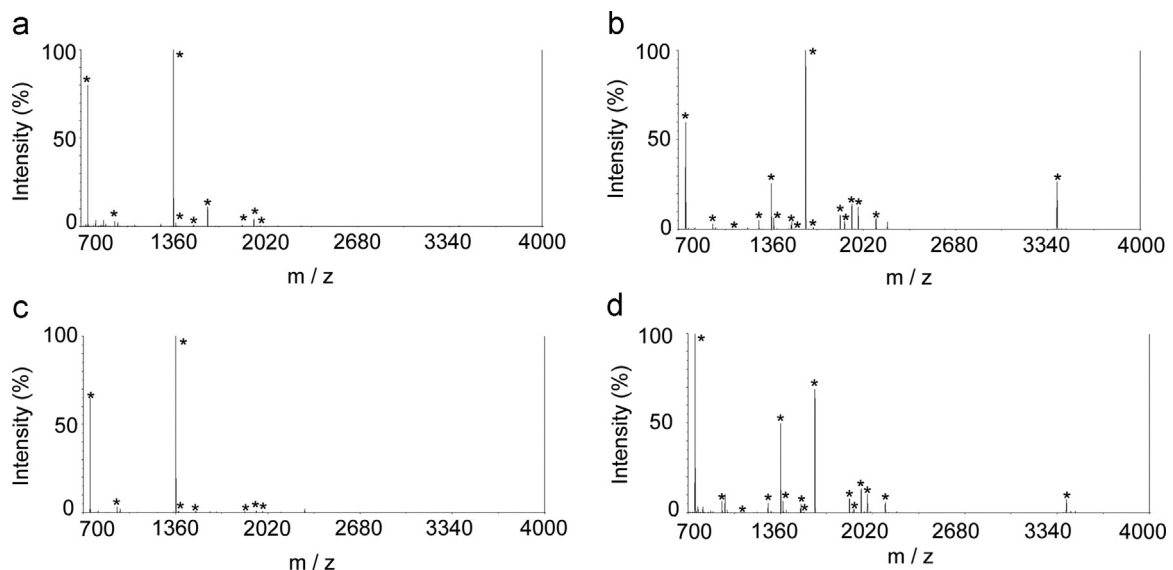 a
100
Intensity (%)
50
0
* * * * * * * * *
700 1360 2020 2680 3340 4000
m / z
b
100
Intensity (%)
50
0
* * * * * * * * * * * * * * * *
700 1360 2020 2680 3340 4000
m / z
c
100
Intensity (%)
50
0
* * * * * * * *
700 1360 2020 2680 3340 4000
m / z
d
100
Intensity (%)
50
0
* * * * * * * * * * * * * * *
700 1360 2020 2680 3340 4000
m / z